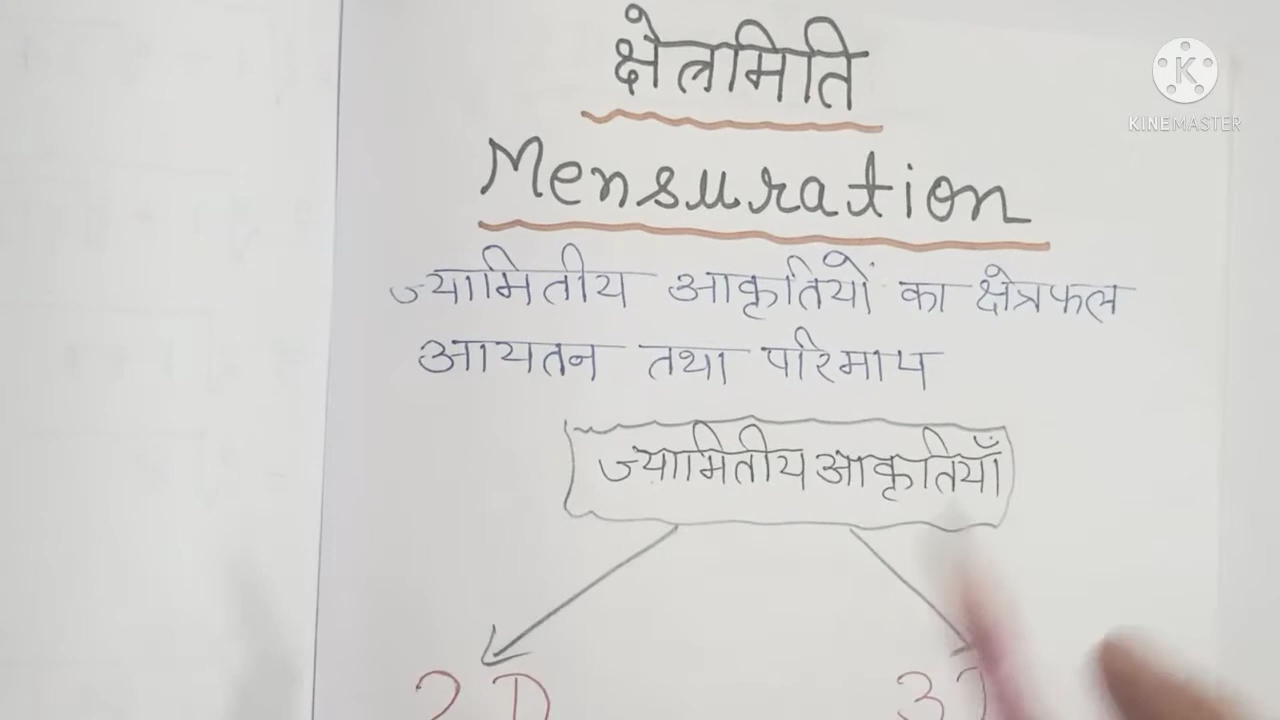 क्षेत्रमिति
KINEMASTER
Mensuration
ज्यामितीय आकृतियों का क्षेत्रफल
आयतन तथा परिमाप
ज्यामितीय आकृतियाँ
2D